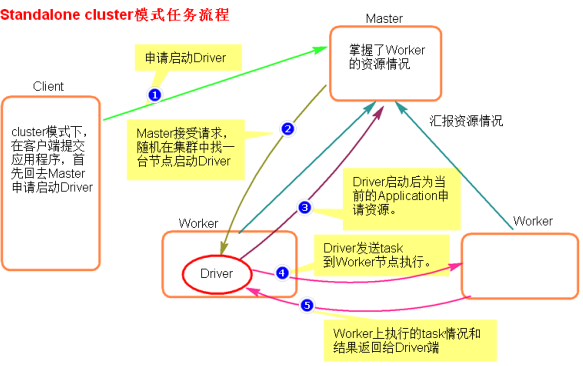 Standalone cluster模式任务流程
Master
掌握了Worker
的资源情况
申请启动Driver
1
Client
cluster模式下，
在客户端提交
应用程序，首
先回去Master
申请启动Driver
2
Master接受请求，
随机在集群中找一
台节点启动Driver
汇报资源情况
3
Driver启动后为
当前的Application申
请资源。
Worker
Driver
Worker
4
Driver发送task
到Worker节点执行。
5
Worker上执行的task情况和
结果返回给Driver端